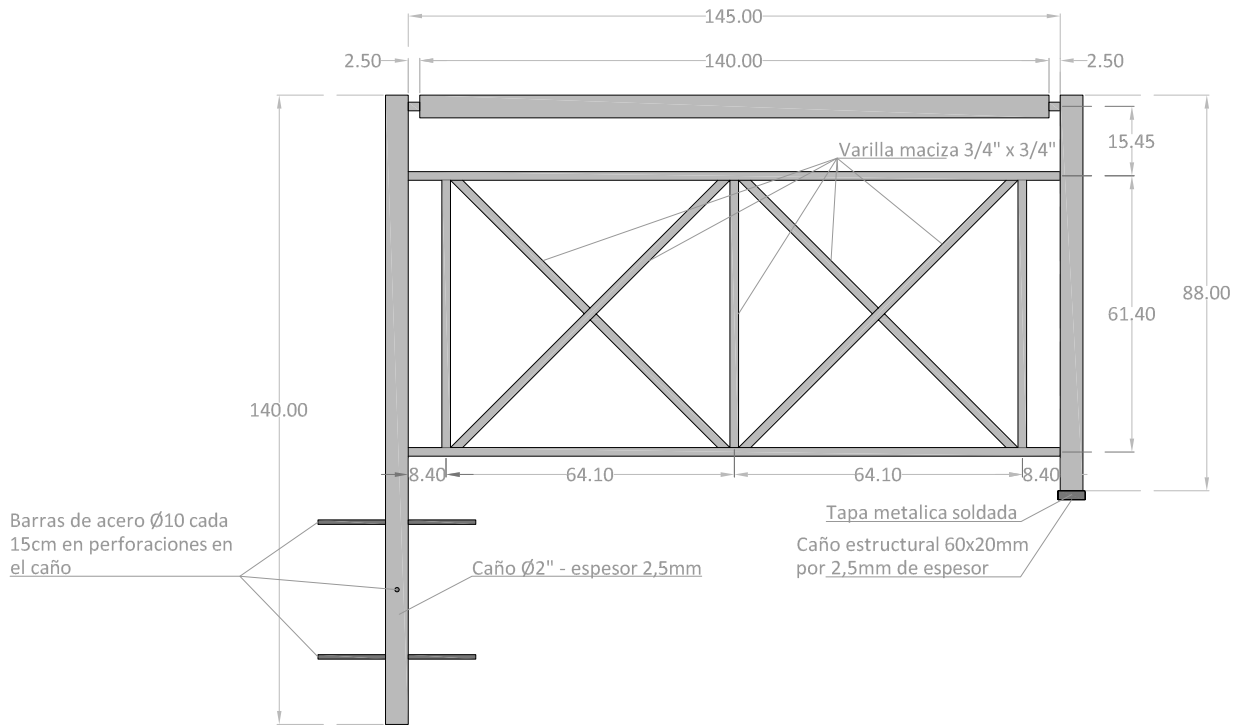 145.00
2.50
140.00
2.50
15.45
Varilla maciza 3/4" x 3/4"
88.00
61.40
140.00
8.40
64.10
64.10
8.40
Barras de acero Ø10 cada
15cm en perforaciones en
el caño
Tapa metalica soldada
Caño estructural 60x20mm
por 2,5mm de espesor
Caño Ø2" - espesor 2,5mm